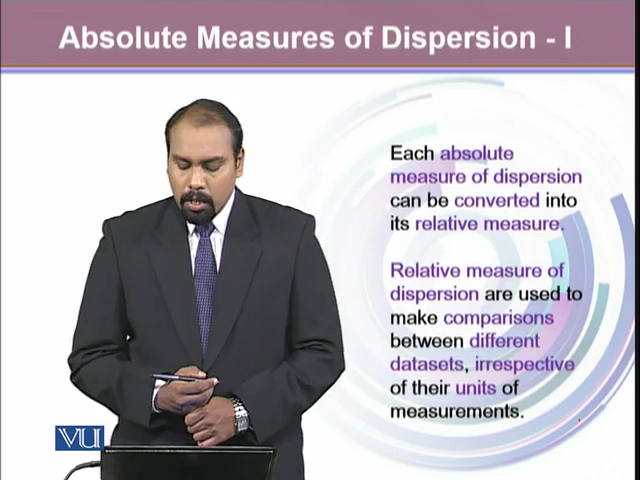 Absolute Measures of Dispersion - I
Each absolute
measure of dispersion
can be converted into
its relative measure.
Relative measure of
dispersion are used to
make comparisons
between different
datasets, irrespective
of their units of
measurements.
VU